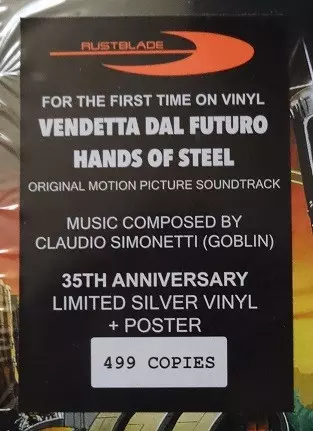 RUSTBLADE
FOR THE FIRST TIME ON VINYL
VENDETTA DAL FUTURO
HANDS OF STEEL
ORIGINAL MOTION PICTURE SOUNDTRACK
MUSIC COMPOSED BY
CLAUDIO SIMONETTI (GOBLIN)
35TH ANNIVERSARY
LIMITED SILVER VINYL
+ POSTER
499 COPIES